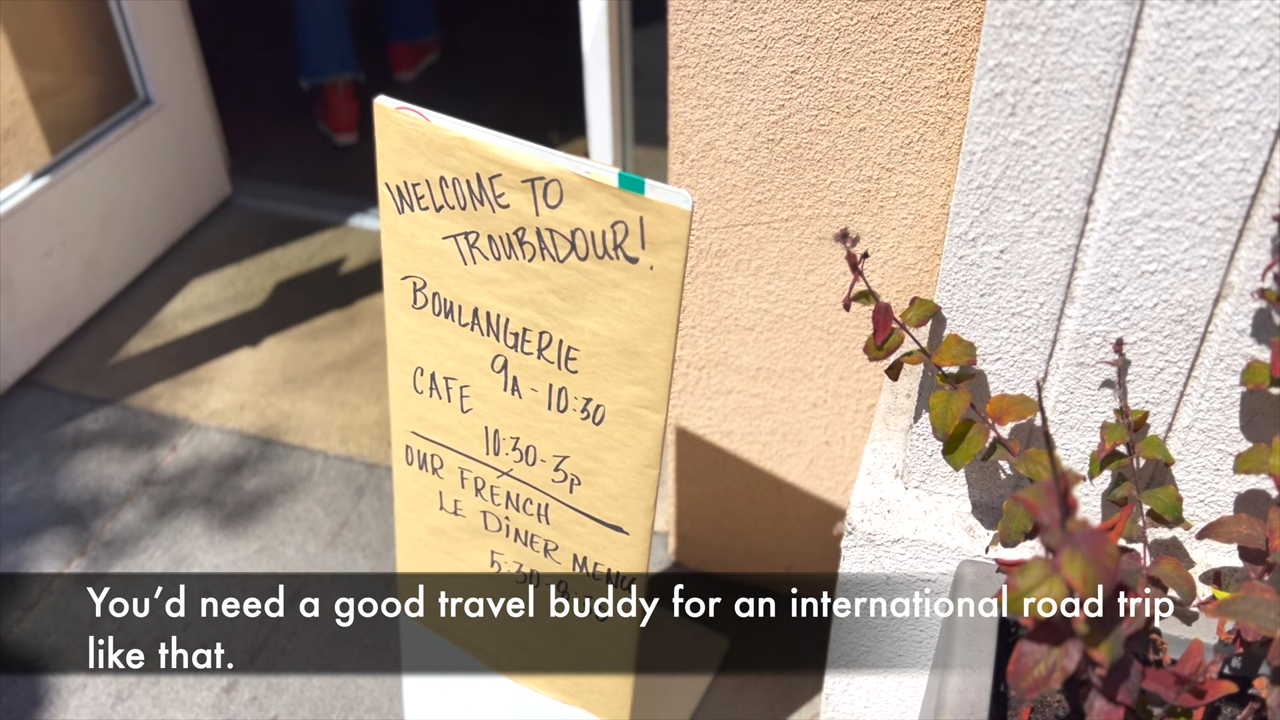 WELCOME TO
TROUBADOUR!
BOULANGERIE
9A - 10:30
CAFE
10:30-3P
OUR FRENCH
LE DÎNER MENU
You'd need a good travel buddy for an international road trip
like that.